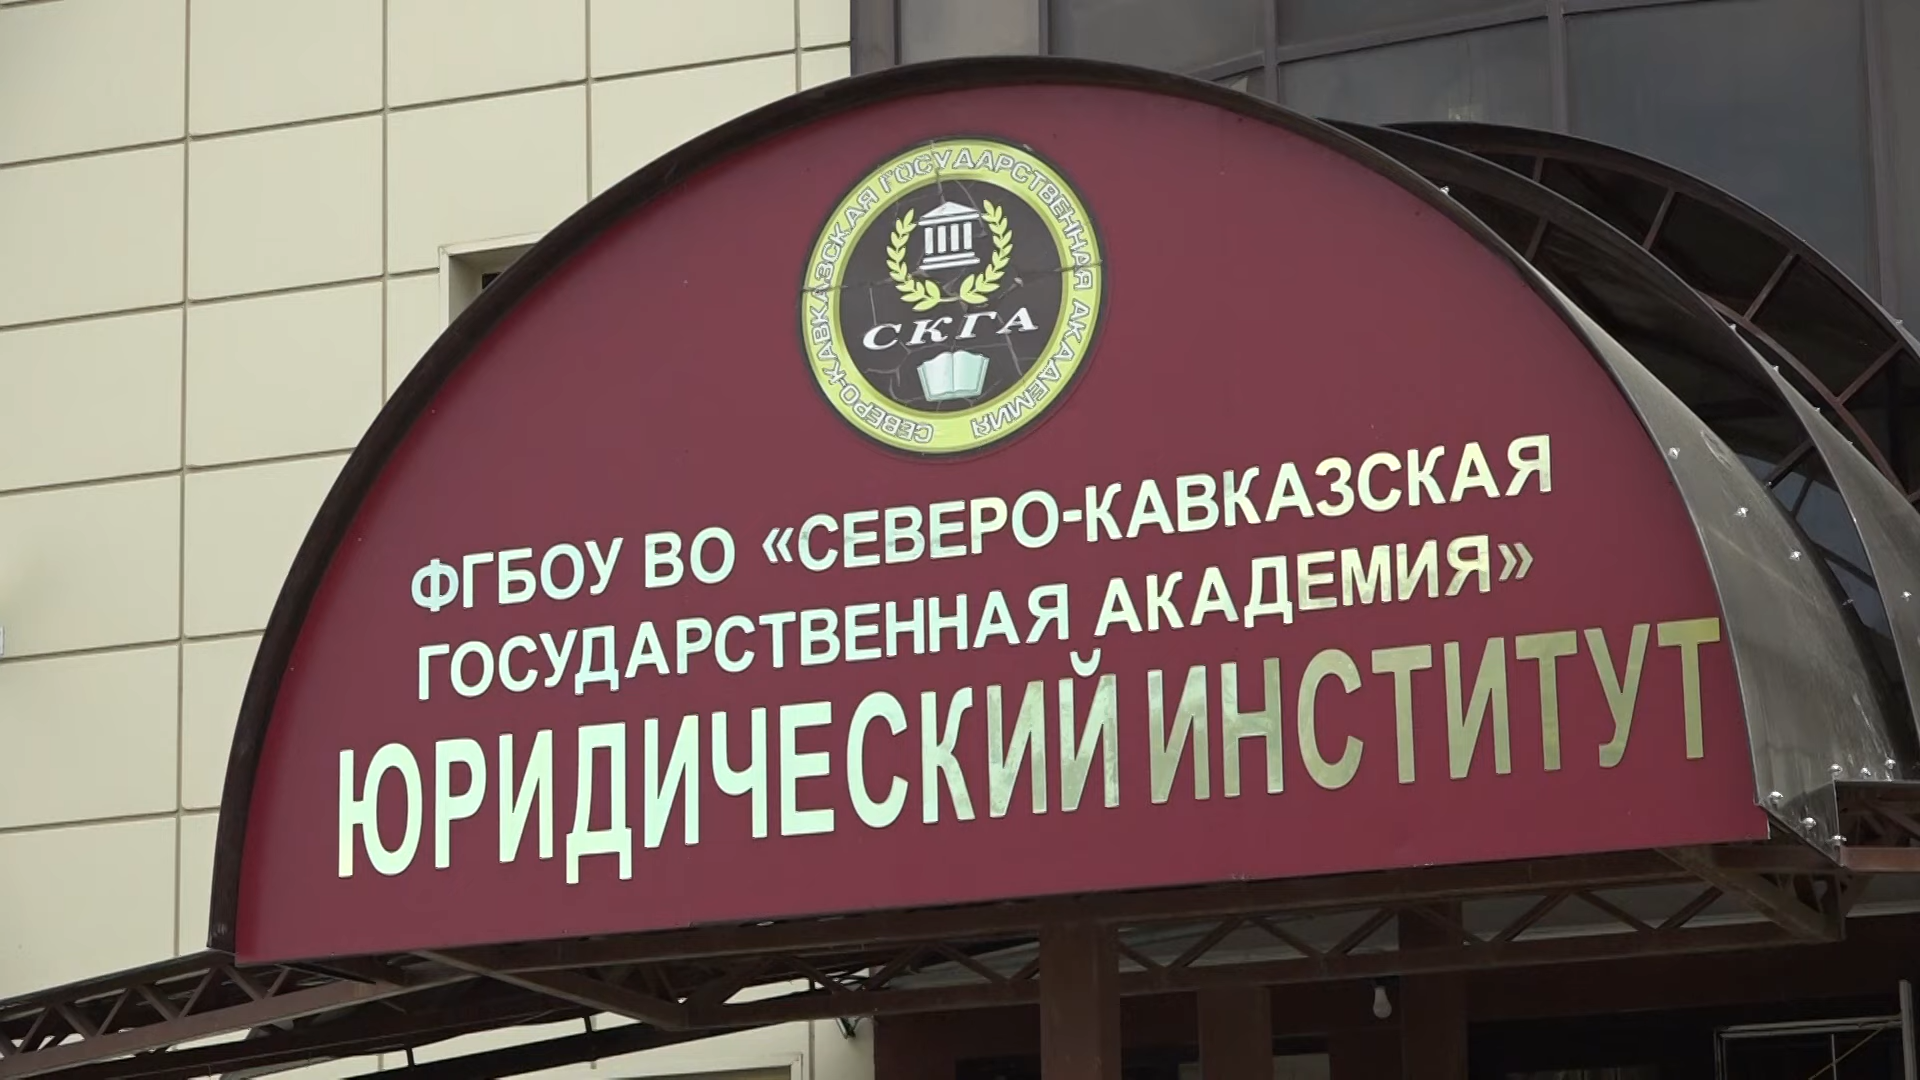 СЕВЕРО-КАВКАЗСКАЯ ГОСУДАРСТВЕННАЯ АКАДЕМИЯ
СКГА
ФГБОУ ВО «СЕВЕРО-КАВКАЗСКАЯ
ГОСУДАРСТВЕННАЯ АКАДЕМИЯ»
ЮРИДИЧЕСКИЙ ИНСТИТУТ